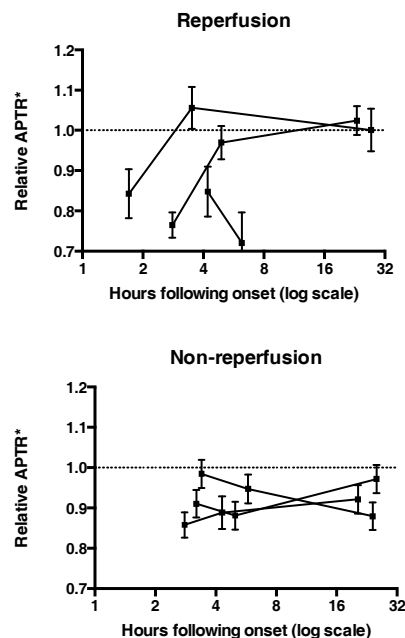 Reperfusion
Relative APTR*
1.2
1.1
1.0
0.9
0.8
0.7
1 2 4 8 16 32
Hours following onset (log scale)
Non-reperfusion
Relative APTR*
1.2
1.1
1.0
0.9
0.8
0.7
1 2 4 8 16 32
Hours following onset (log scale)